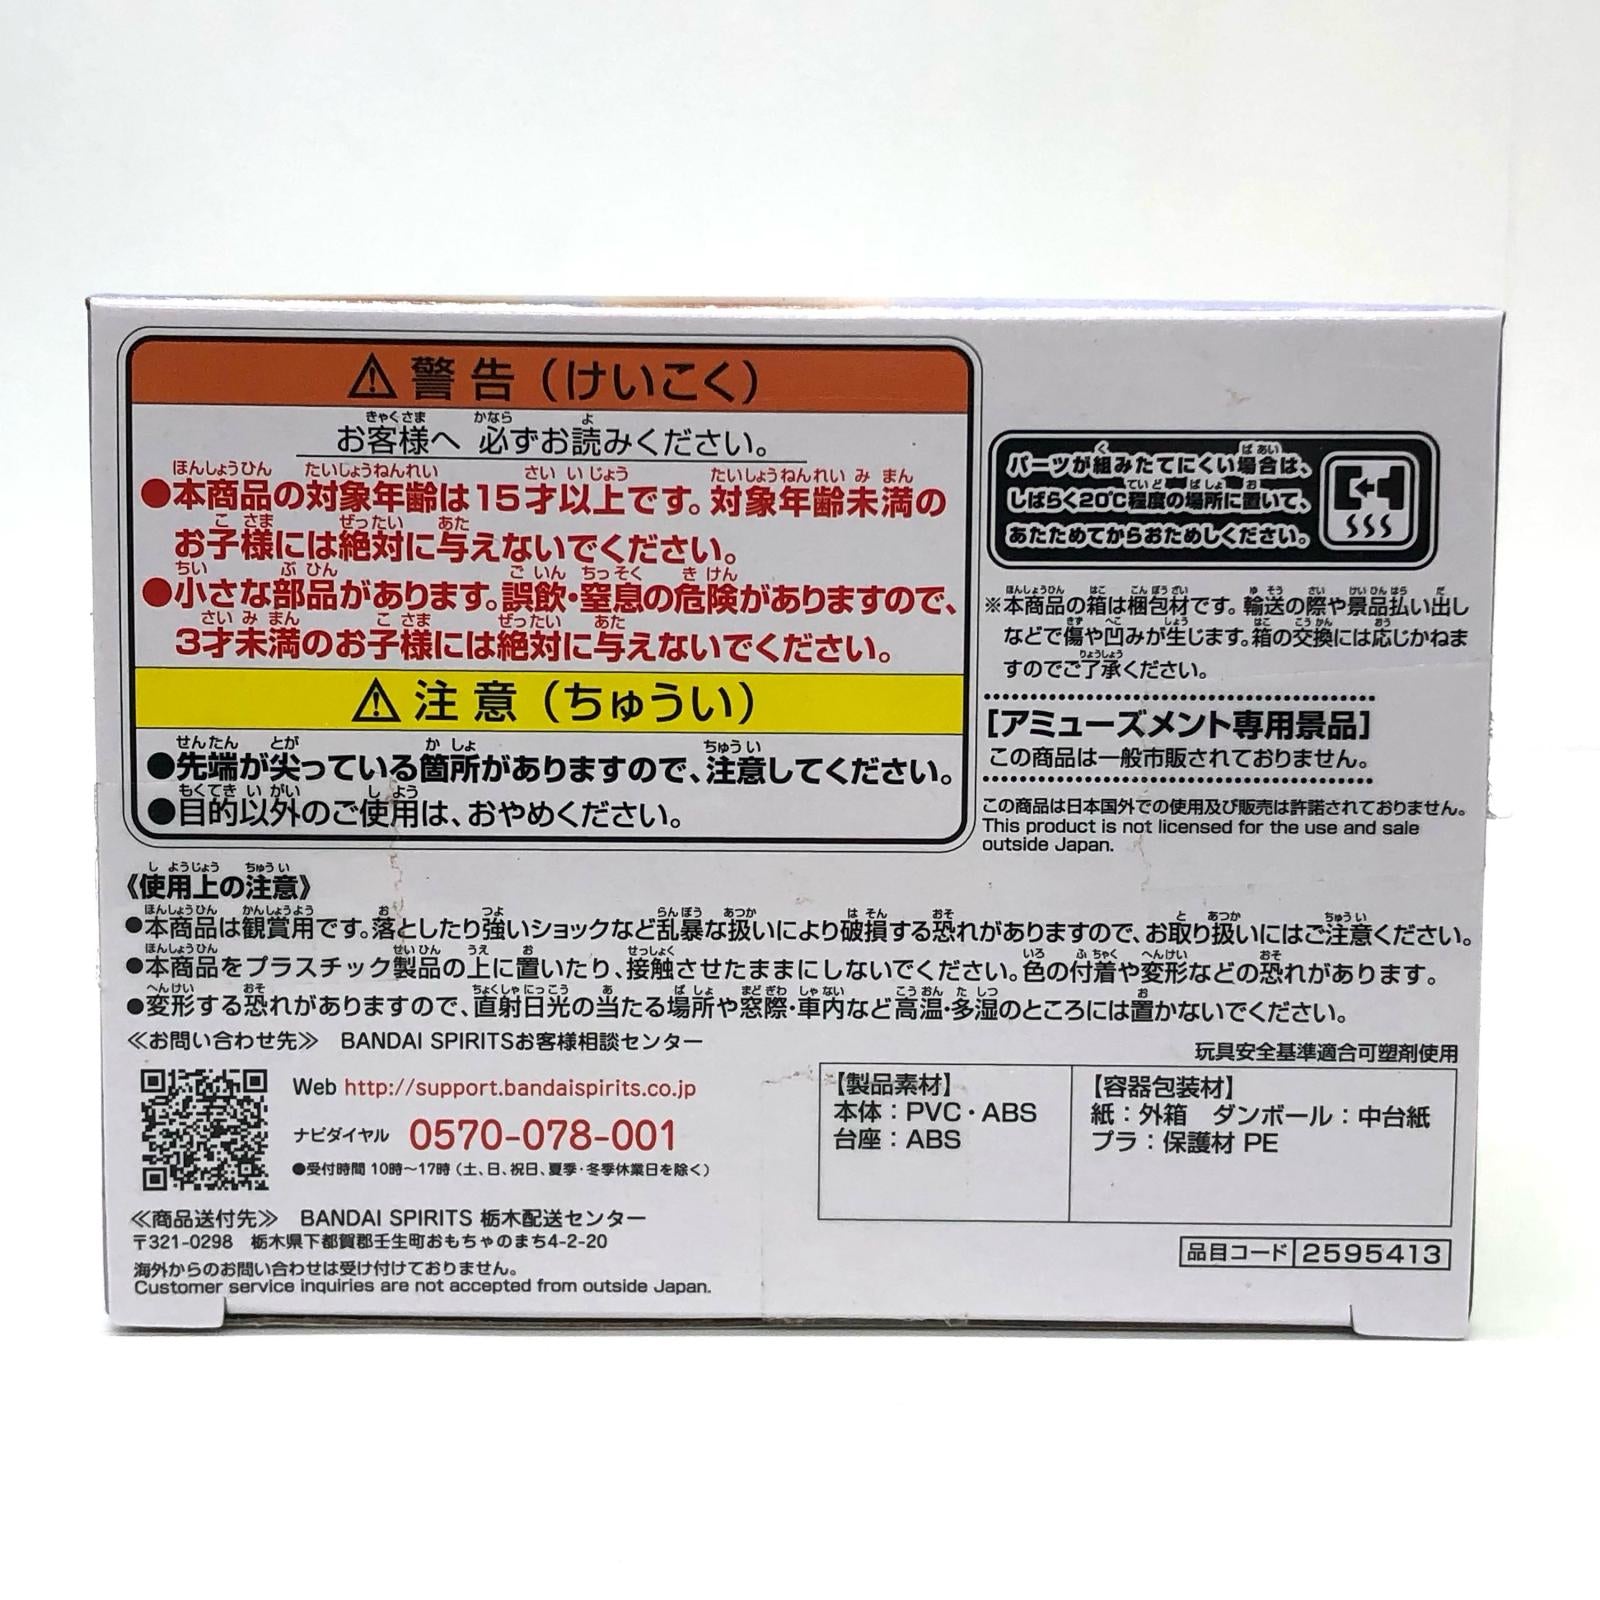 ⚠警告(けいこく)
お客様へ 必ずお読みください。
●本商品の対象年齢は15才以上です。対象年齢未満の
お子様には絶対に与えないでください。
●小さな部品があります。誤飲・窒息の危険がありますので、
3才未満のお子様には絶対に与えないでください。
⚠注意(ちゅうい)
●先端が尖っている箇所がありますので、注意してください。
●目的以外のご使用は、おやめください。
パーツが組みたてにくい場合は、
しばらく20℃程度の場所に置いて、
あたためてからおためしください。
※本商品の箱は梱包材です。輸送の際や景品払い出し
などで傷や凹みが生じます。箱の交換には応じかねま
すのでご了承ください。
[アミューズメント専用景品]
この商品は一般市販されておりません。
この商品は日本国外での使用及び販売は許諾されておりません。
This product is not licensed for the use and sale
outside Japan.
《使用上の注意》
●本商品は観賞用です。落としたり強いショックなど乱暴な扱いにより破損する恐れがありますので、お取り扱いにはご注意ください。
●本商品をプラスチック製品の上に置いたり、接触させたままにしないでください。色の付着や変形などの恐れがあります。
●変形する恐れがありますので、直射日光の当たる場所や窓際・車内など高温・多湿のところには置かないでください。
≪お問い合わせ先≫ BANDAI SPIRITSお客様相談センター
Web http://support.bandaispirits.co.jp
ナビダイヤル 0570-078-001
●受付時間 10時〜17時(土、日、祝日、夏季・冬季休業日を除く)
≪商品送付先≫ BANDAI SPIRITS 栃木配送センター
〒321-0298 栃木県下都賀郡壬生町おもちゃのまち4-2-20
海外からのお問い合わせは受け付けておりません。
Customer service inquiries are not accepted from outside Japan.
玩具安全基準適合可塑剤使用
【製品素材】
本体:PVC・ABS
台座:ABS
【容器包装材】
紙:外箱 ダンボール:中台紙
プラ:保護材 PE
品目コード 2595413